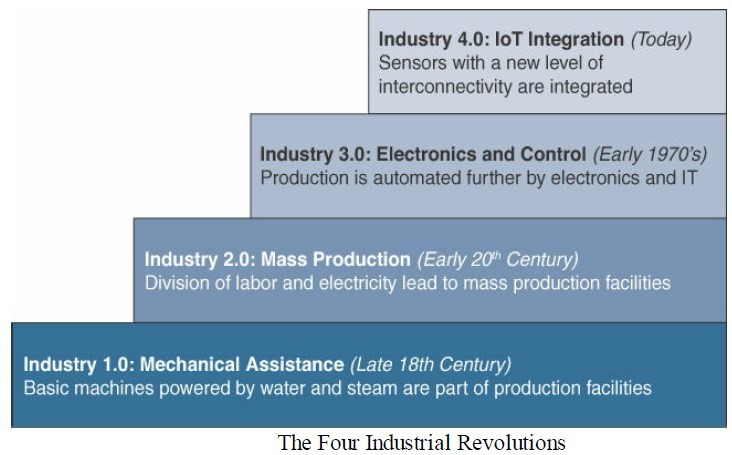 Industry 4.0: IoT Integration (Today)
Sensors with a new level of
interconnectivity are integrated
Industry 3.0: Electronics and Control (Early 1970's)
Production is automated further by electronics and IT
Industry 2.0: Mass Production (Early 20th Century)
Division of labor and electricity lead to mass production facilities
Industry 1.0: Mechanical Assistance (Late 18th Century)
Basic machines powered by water and steam are part of production facilities
The Four Industrial Revolutions